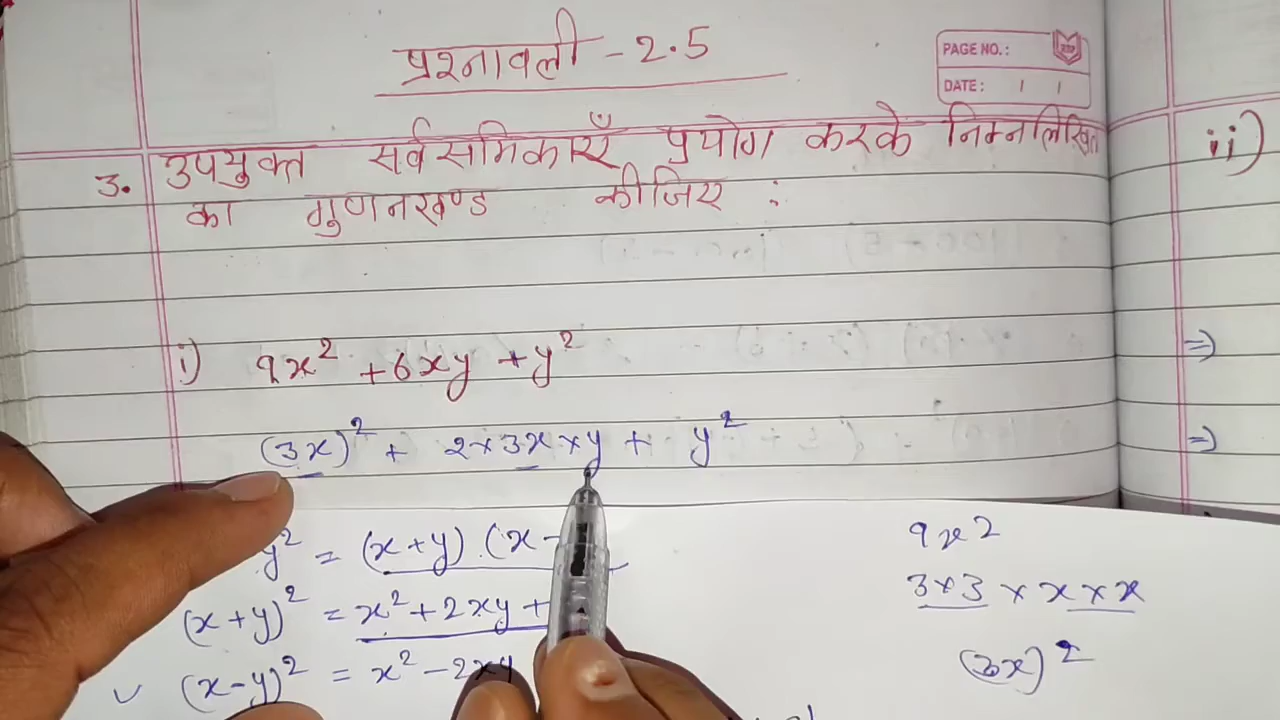 प्रश्नावली - 2.5
PAGE NO.:
DATE: / /
3. उपयुक्त सर्वसमिकाएँ प्रयोग करके निम्नलिखित
का गुणनखण्ड कीजिए :
i) 9x² + 6xy + y²
(3x)² + 2×3x×y + y²
y² = (x+y) (x-
(x+y)² = x² + 2xy +
(x-y)² = x² - 2xy
9x2
3×3 × x × x
(3x)²
ii)
⇒
⇒